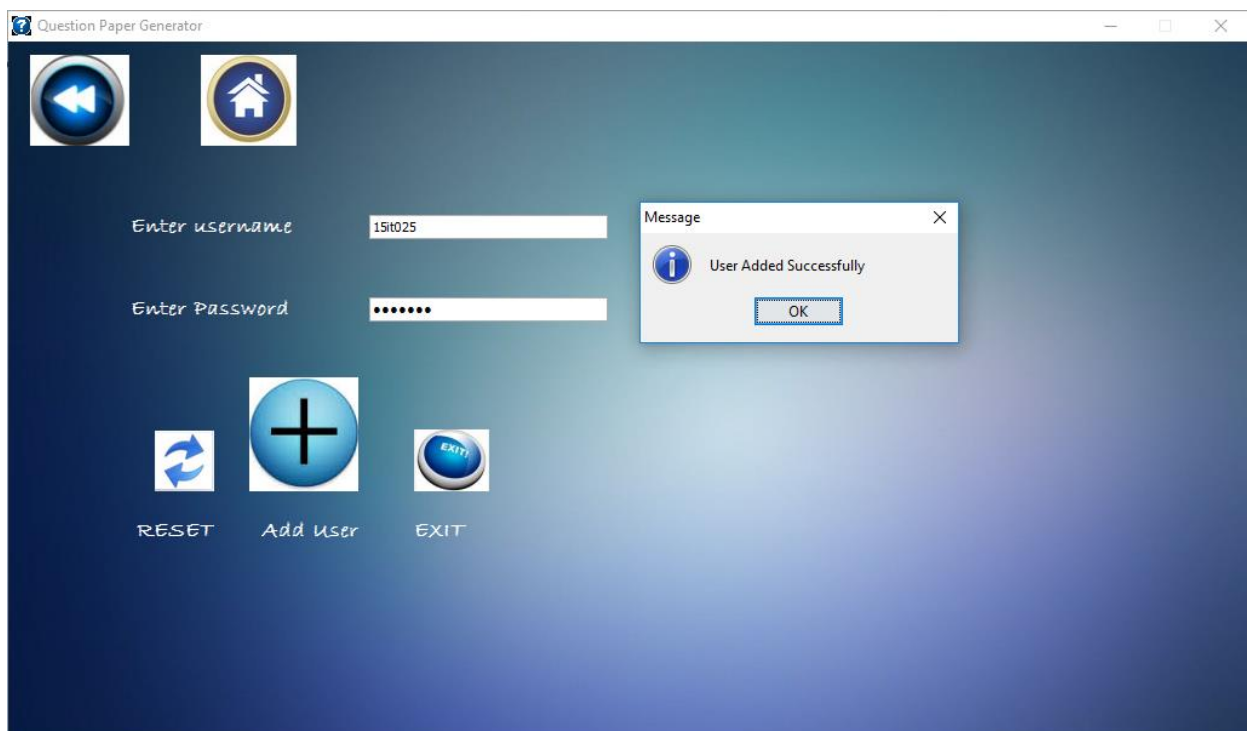 Question Paper Generator
Enter username
15it025
Message
User Added Successfully
OK
Enter Password
•••••••
EXIT!
RESET
Add User
EXIT